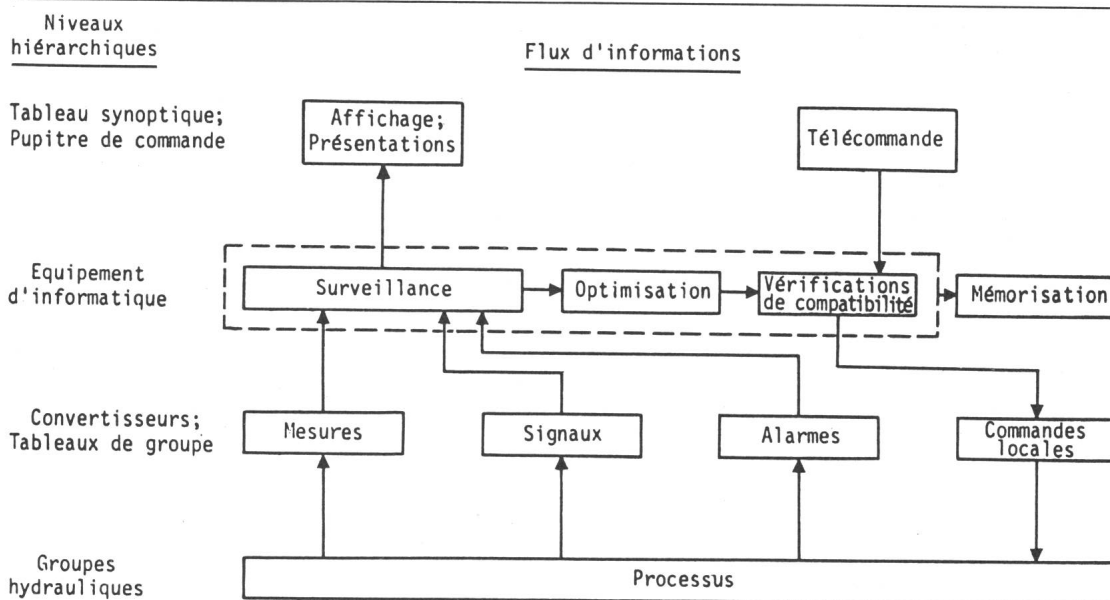 Niveaux
hiérarchiques
Flux d'informations
Tableau synoptique;
Pupitre de commande
Affichage;
Présentations
Télécommande
Equipement
d'informatique
Surveillance
Optimisation
Vérifications
de compatibilité
Mémorisation
Convertisseurs;
Tableaux de groupe
Mesures
Signaux
Alarmes
Commandes
locales
Groupes
hydrauliques
Processus